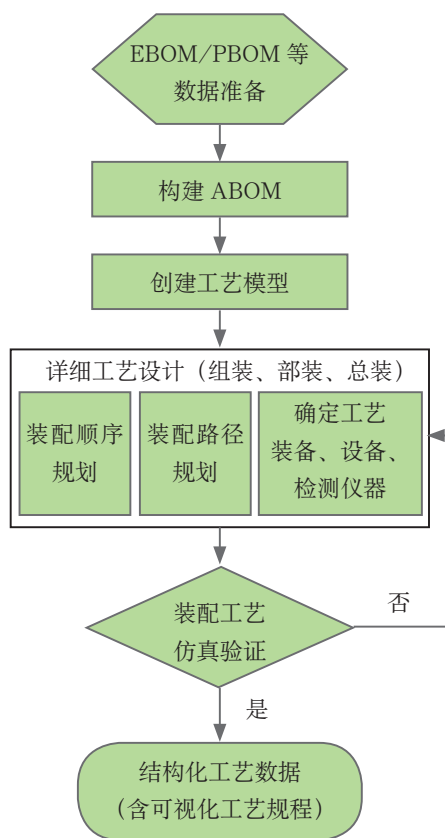 EBOM/PBOM 等
数据准备
构建 ABOM
创建工艺模型
详细工艺设计（组装、部装、总装）
装配顺序
规划
装配路径
规划
确定工艺
装备、设备、
检测仪器
装配工艺
仿真验证
否
是
结构化工艺数据
（含可视化工艺规程）